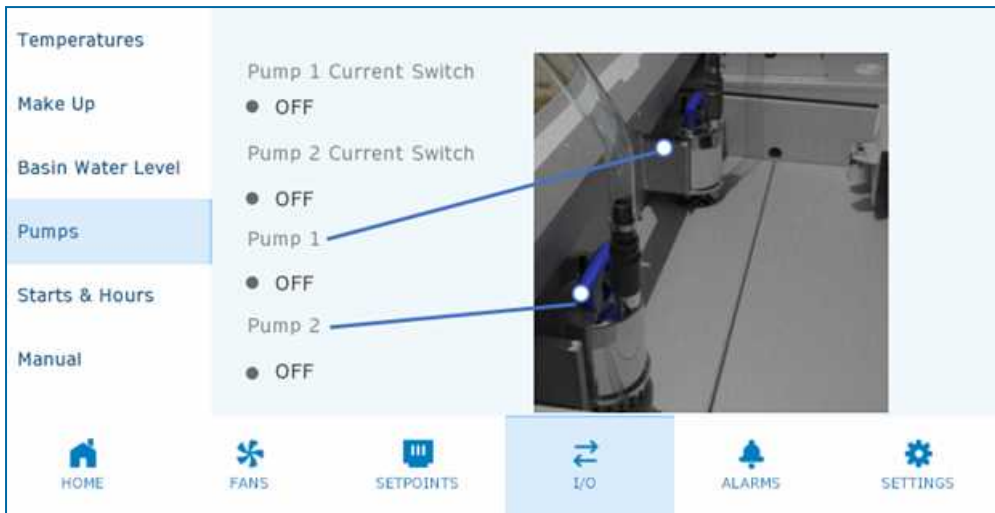 Temperatures
Make Up
Basin Water Level
Pumps
Starts & Hours
Manual
Pump 1 Current Switch
OFF
Pump 2 Current Switch
OFF
Pump 1
OFF
Pump 2
OFF
HOME
FANS
SETPOINTS
I/O
ALARMS
SETTINGS